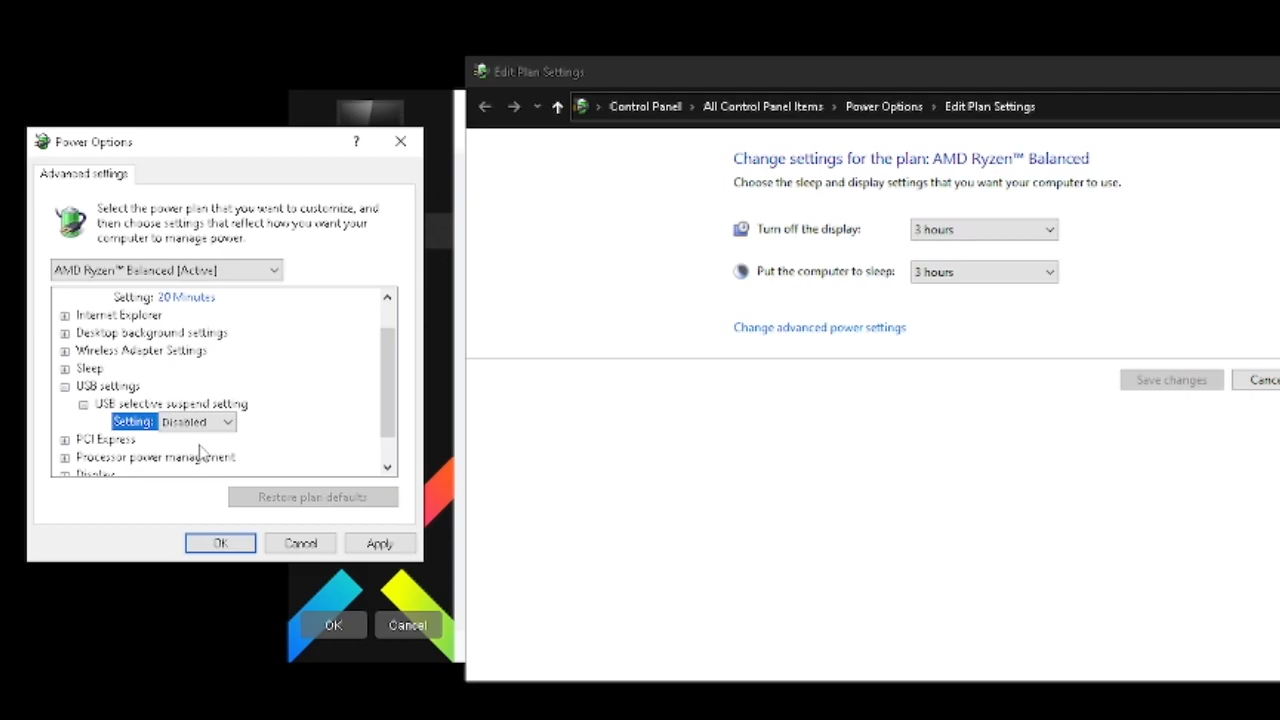 Edit Plan Settings
Control Panel > All Control Panel Items > Power Options > Edit Plan Settings
Power Options
?
Advanced settings
Select the power plan that you want to customize, and
then choose settings that reflect how you want your
computer to manage power.
AMD Ryzen™ Balanced [Active]
Setting: 20 Minutes
Internet Explorer
Desktop background settings
Wireless Adapter Settings
Sleep
USB settings
USB selective suspend setting
Setting: Disabled
PCI Express
Processor power management
Display
Restore plan defaults
OK Cancel Apply
OK Cancel
Change settings for the plan: AMD Ryzen™ Balanced
Choose the sleep and display settings that you want your computer to use.
Turn off the display: 3 hours
Put the computer to sleep: 3 hours
Change advanced power settings
Save changes Cance